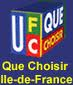 UFC
QUE
CHOISIR
Que Choisir
Ile-de-France